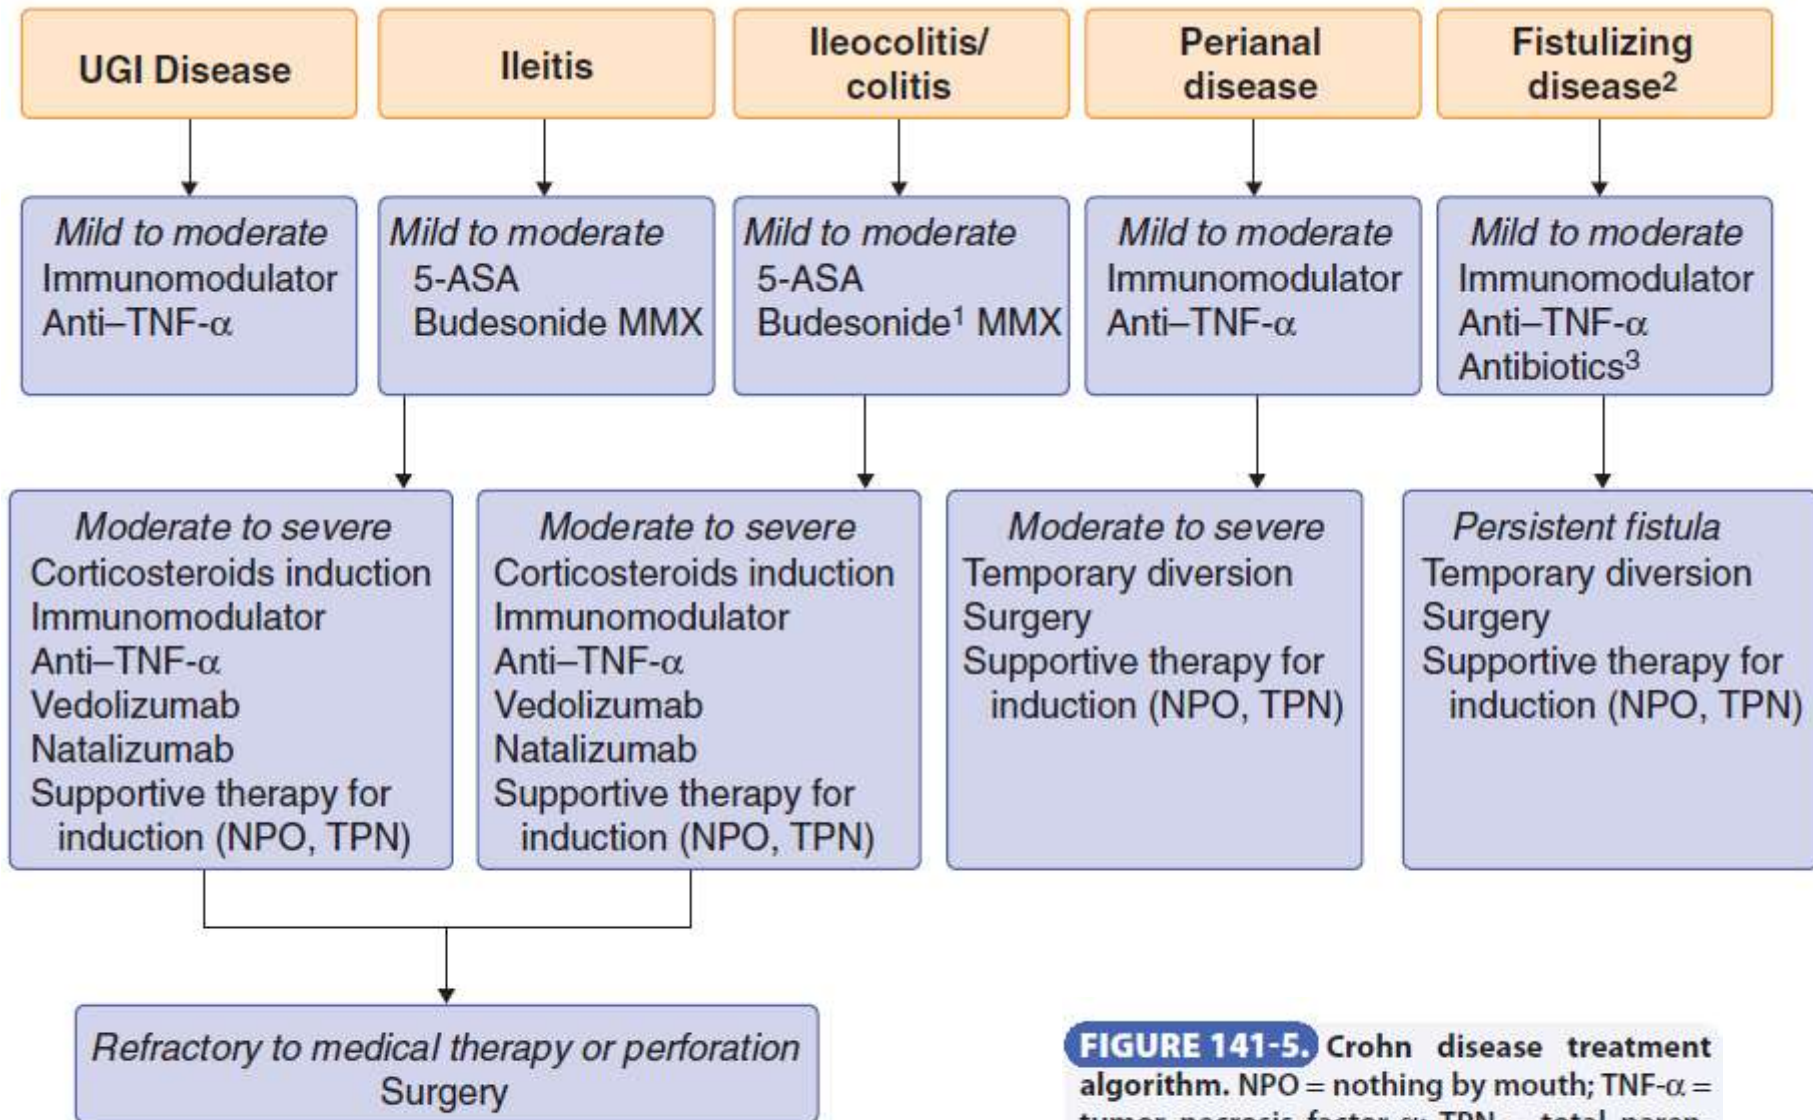 UGI Disease
Ileitis
Ileocolitis/
colitis
Perianal
disease
Fistulizing
disease²
Mild to moderate
Immunomodulator
Anti–TNF-α
Mild to moderate
5-ASA
Budesonide MMX
Mild to moderate
5-ASA
Budesonide¹ MMX
Mild to moderate
Immunomodulator
Anti–TNF-α
Mild to moderate
Immunomodulator
Anti–TNF-α
Antibiotics³
Moderate to severe
Corticosteroids induction
Immunomodulator
Anti–TNF-α
Vedolizumab
Natalizumab
Supportive therapy for
induction (NPO, TPN)
Moderate to severe
Corticosteroids induction
Immunomodulator
Anti–TNF-α
Vedolizumab
Natalizumab
Supportive therapy for
induction (NPO, TPN)
Moderate to severe
Temporary diversion
Surgery
Supportive therapy for
induction (NPO, TPN)
Persistent fistula
Temporary diversion
Surgery
Supportive therapy for
induction (NPO, TPN)
Refractory to medical therapy or perforation
Surgery
FIGURE 141-5. Crohn disease treatment
algorithm. NPO = nothing by mouth; TNF-α =
tumor necrosis factor α; TPN = total paren-